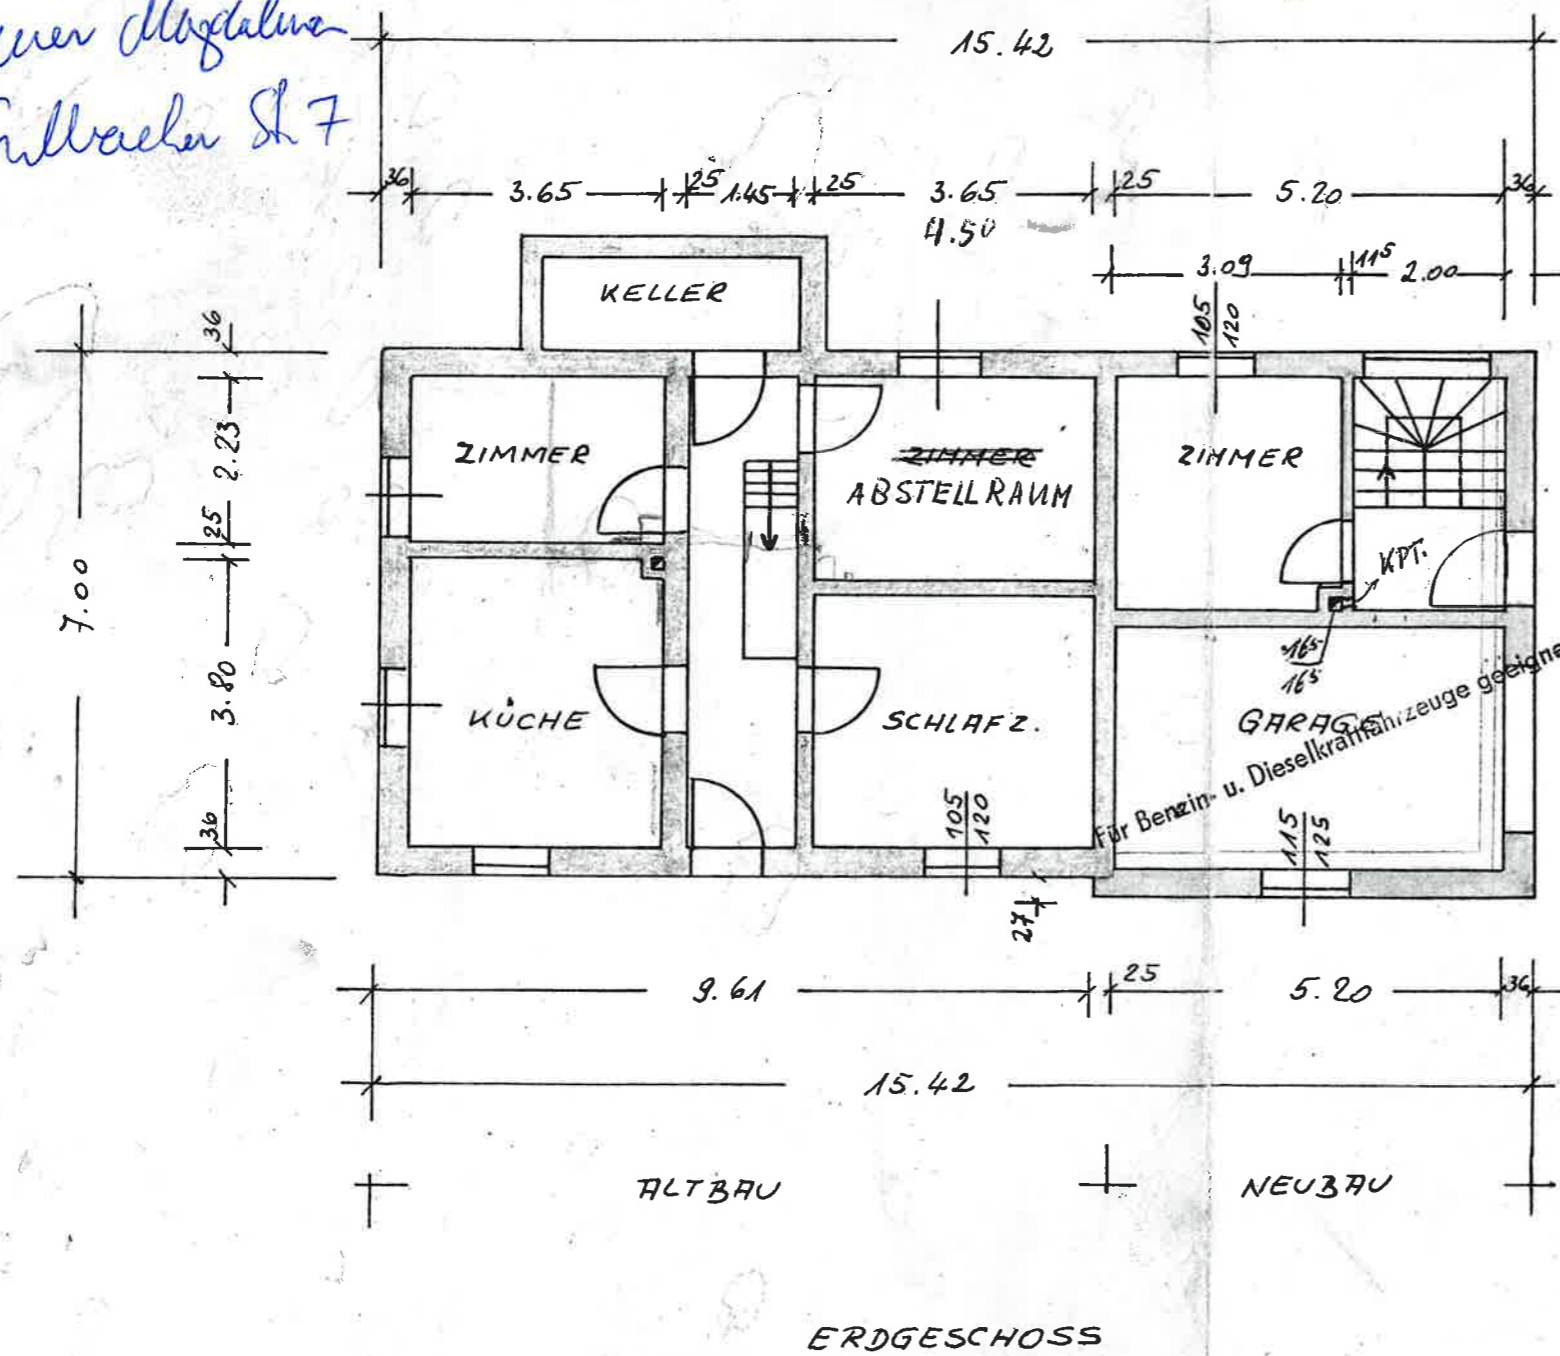 Magdalena
Str. 7
15.42
36 3.65 25 1.45 25 3.65 25 5.20 36
4.50
3.09 11⁵ 2.00
KELLER
105
120
36
2.23
25
3.80
36
7.00
ZIMMER
ZIMMER
ABSTELLRAUM
ZIMMER
KPT.
16⁵
16⁵
KÜCHE
SCHLAFZ.
GARAGE
Für Benzin- u. Dieselkraftfahrzeuge
105
120
115
125
27
9.61 25 5.20 36
15.42
ALTBAU NEUBAU
ERDGESCHOSS